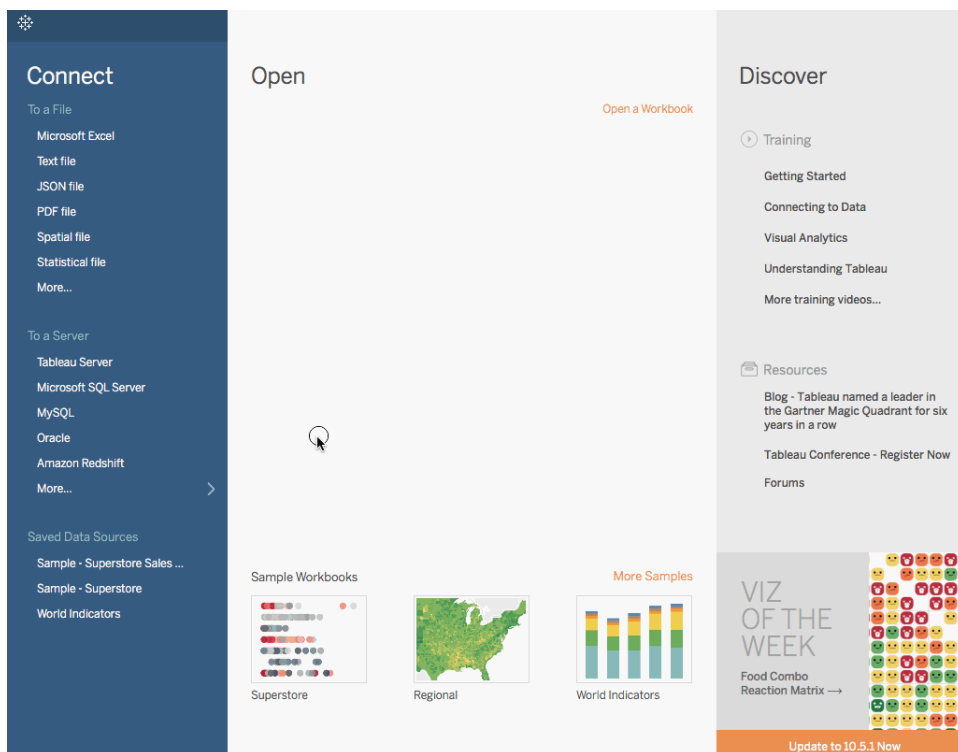 Connect
To a File
Microsoft Excel
Text file
JSON file
PDF file
Spatial file
Statistical file
More...
To a Server
Tableau Server
Microsoft SQL Server
MySQL
Oracle
Amazon Redshift
More...
Saved Data Sources
Sample - Superstore Sales ...
Sample - Superstore
World Indicators
Open
Open a Workbook
Sample Workbooks
More Samples
Superstore
Regional
World Indicators
Discover
Training
Getting Started
Connecting to Data
Visual Analytics
Understanding Tableau
More training videos...
Resources
Blog - Tableau named a leader in
the Gartner Magic Quadrant for six
years in a row
Tableau Conference - Register Now
Forums
VIZ
OF THE
WEEK
Food Combo
Reaction Matrix →
Update to 10.5.1 Now